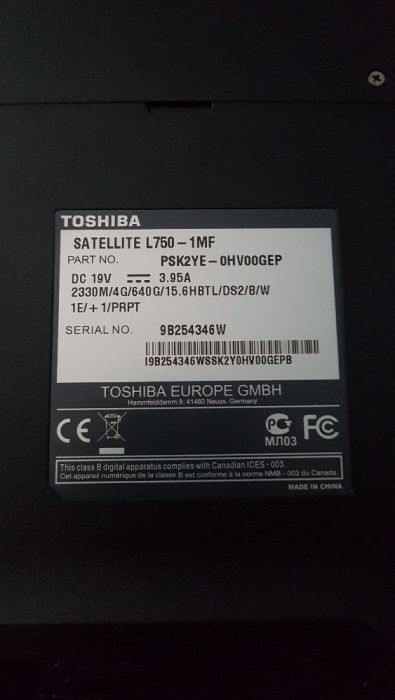 TOSHIBA
SATELLITE L750-1MF
PART NO. PSK2YE-0HV00GEP
DC 19V 3.95A
2330M/4G/640G/15.6HBTL/DS2/B/W
1E/+1/PRPT
SERIAL NO. 9B254346W
I9B254346WSSK2Y0HV00GEPB
TOSHIBA EUROPE GMBH
Hammfelddamm 8, 41460 Neuss, Germany
CE
РСТ
FC
МЛ03
This class B digital apparatus complies with Canadian ICES - 003.
Cet appareil numérique de la classe B est conforme à la norme NMB - 003 du Canada.
MADE IN CHINA